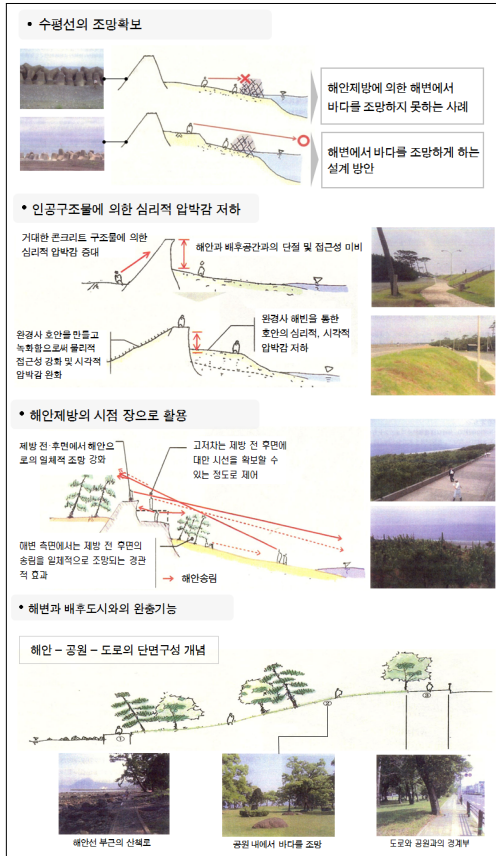 • 수평선의 조망확보
해안제방에 의한 해변에서
바다를 조망하지 못하는 사례
해변에서 바다를 조망하게 하는
설계 방안
• 인공구조물에 의한 심리적 압박감 저하
거대한 콘크리트 구조물에 의한
심리적 압박감 증대
해안과 배후공간과의 단절 및 접근성 미비
완경사 호안을 만들고
녹화함으로써 물리적
접근성 강화 및 시각적
압박감 완화
완경사 해빈을 통한
호안의 심리적, 시각적
압박감 저하
• 해안제방의 시점 장으로 활용
제방 전·후면에서 해안으
로의 일체적 조망 강화
고저차는 제방 전 후면에
대만 시선을 확보할 수
있는 정도로 제어
해변 측면에서는 제방 전 후면의
송림을 일체적으로 조망되는 경관
적 효과
해안송림
• 해변과 배후도시와의 완충기능
해안 – 공원 – 도로의 단면구성 개념
①
②
③
해안선 부근의 산책로
공원 내에서 바다를 조망
도로와 공원과의 경계부